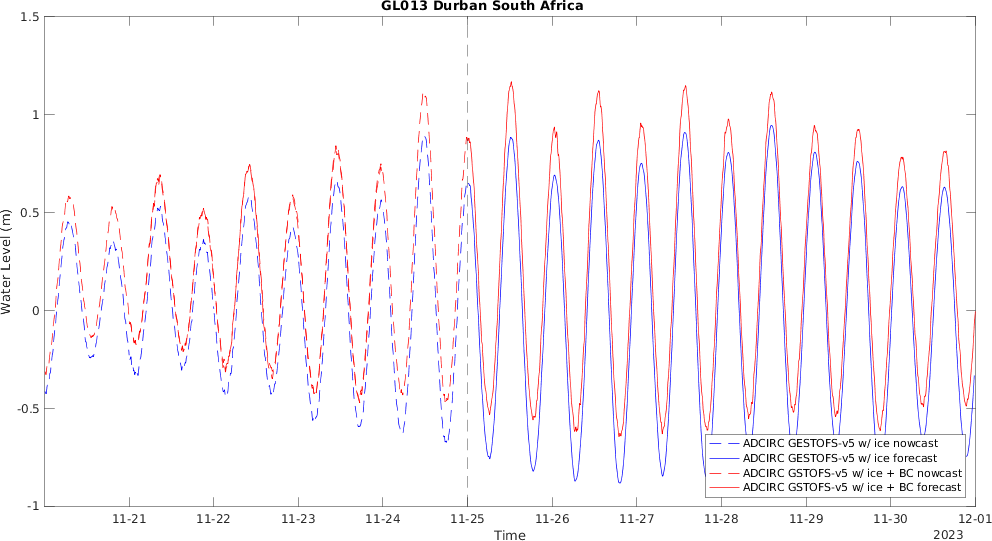 GL013 Durban South Africa
1.5
1
0.5
0
-0.5
-1
Water Level (m)
11-21
11-22
11-23
11-24
11-25
11-26
11-27
11-28
11-29
11-30
12-01
Time
2023
ADCIRC GESTOFS-v5 w/ ice nowcast
ADCIRC GESTOFS-v5 w/ ice forecast
ADCIRC GSTOFS-v5 w/ ice + BC nowcast
ADCIRC GSTOFS-v5 w/ ice + BC forecast